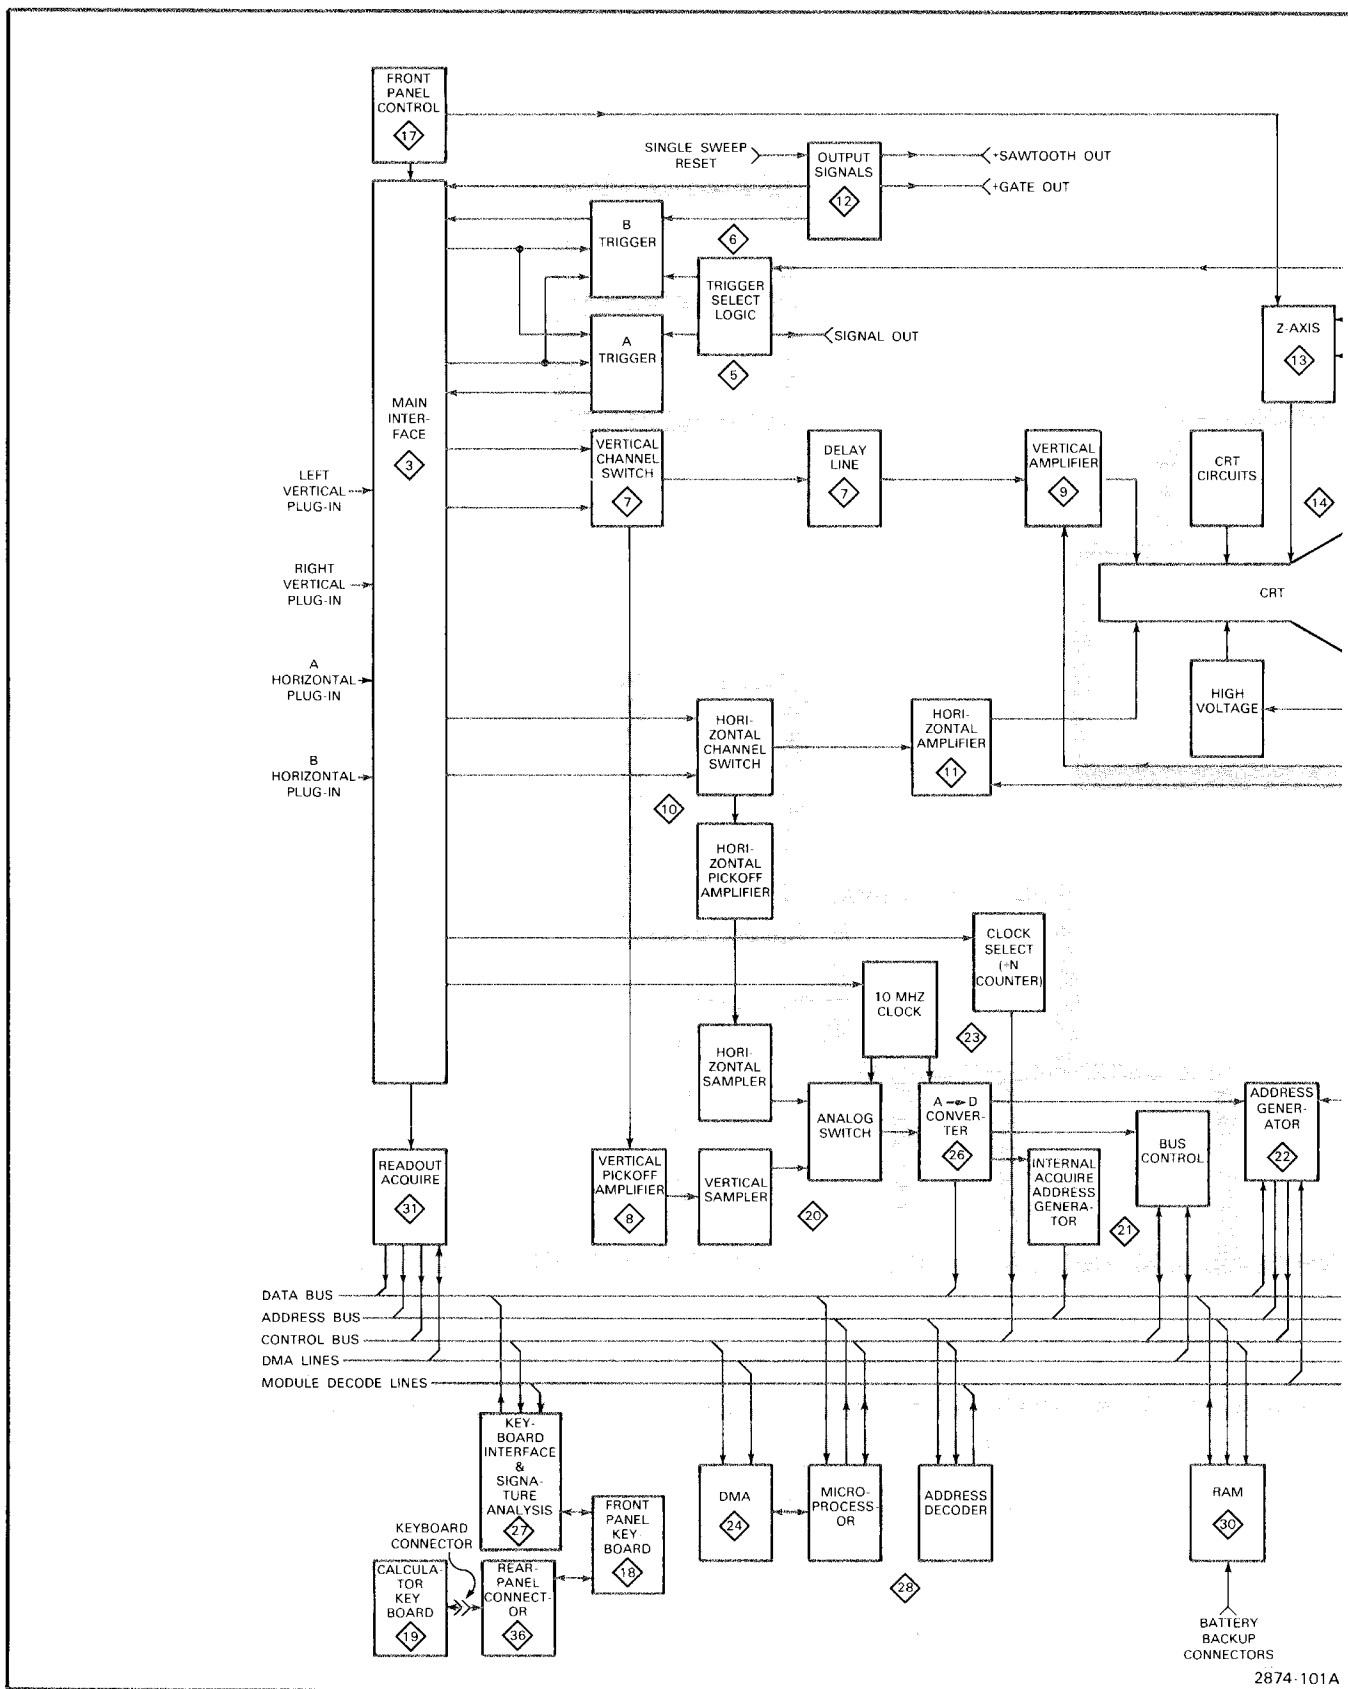 FRONT
PANEL
CONTROL
17
SINGLE SWEEP
RESET
OUTPUT
SIGNALS
12
+SAWTOOTH OUT
+GATE OUT
B
TRIGGER
6
TRIGGER
SELECT
LOGIC
5
SIGNAL OUT
A
TRIGGER
Z-AXIS
13
MAIN
INTER-
FACE
3
LEFT
VERTICAL
PLUG-IN
RIGHT
VERTICAL
PLUG-IN
A
HORIZONTAL
PLUG-IN
B
HORIZONTAL
PLUG-IN
VERTICAL
CHANNEL
SWITCH
7
DELAY
LINE
7
VERTICAL
AMPLIFIER
9
CRT
CIRCUITS
14
CRT
HIGH
VOLTAGE
HORI-
ZONTAL
CHANNEL
SWITCH
10
HORI-
ZONTAL
AMPLIFIER
11
HORI-
ZONTAL
PICKOFF
AMPLIFIER
CLOCK
SELECT
(÷N
COUNTER)
10 MHZ
CLOCK
23
HORI-
ZONTAL
SAMPLER
ANALOG
SWITCH
A → D
CONVER-
TER
26
ADDRESS
GENER-
ATOR
22
BUS
CONTROL
READOUT
ACQUIRE
31
VERTICAL
PICKOFF
AMPLIFIER
8
VERTICAL
SAMPLER
20
INTERNAL
ACQUIRE
ADDRESS
GENERA-
TOR
21
DATA BUS
ADDRESS BUS
CONTROL BUS
DMA LINES
MODULE DECODE LINES
KEY-
BOARD
INTERFACE
&
SIGNA-
TURE
ANALYSIS
27
DMA
24
MICRO-
PROCESS-
OR
ADDRESS
DECODER
28
RAM
30
FRONT
PANEL
KEY-
BOARD
18
KEYBOARD
CONNECTOR
CALCULA-
TOR
KEY
BOARD
19
REAR-
PANEL
CONNECT-
OR
36
BATTERY
BACKUP
CONNECTORS
2874-101A